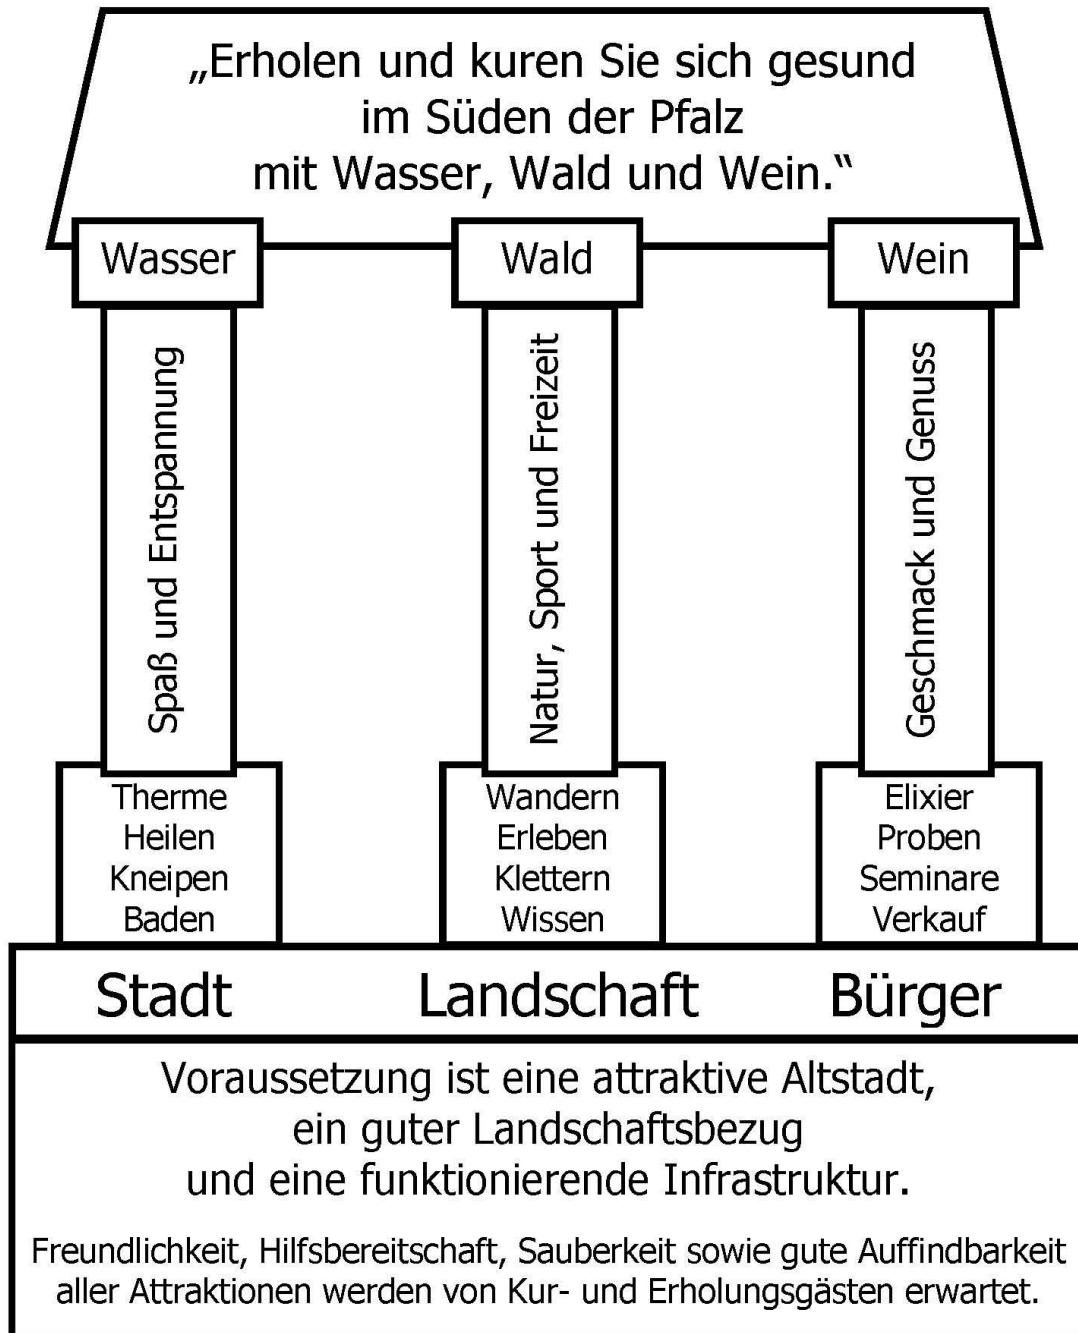 „Erholen und kuren Sie sich gesund
im Süden der Pfalz
mit Wasser, Wald und Wein.“
Wasser
Wald
Wein
Spaß und Entspannung
Natur, Sport und Freizeit
Geschmack und Genuss
Therme
Heilen
Kneipen
Baden
Wandern
Erleben
Klettern
Wissen
Elixier
Proben
Seminare
Verkauf
Stadt
Landschaft
Bürger
Voraussetzung ist eine attraktive Altstadt,
ein guter Landschaftsbezug
und eine funktionierende Infrastruktur.
Freundlichkeit, Hilfsbereitschaft, Sauberkeit sowie gute Auffindbarkeit
aller Attraktionen werden von Kur- und Erholungsgästen erwartet.